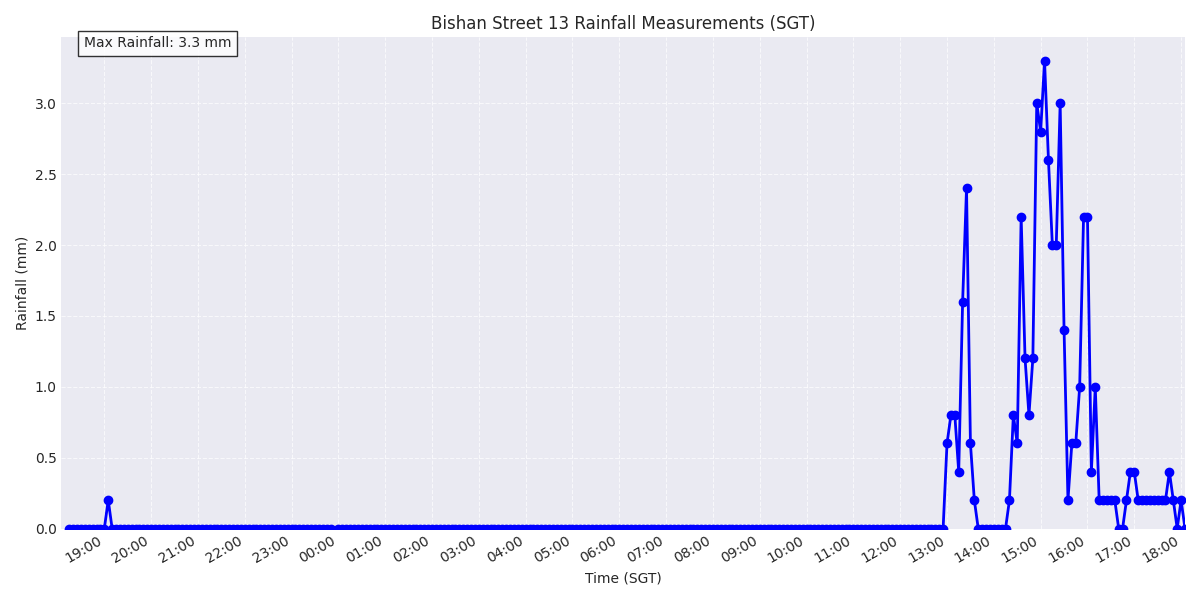 Bishan Street 13 Rainfall Measurements (SGT)
Max Rainfall: 3.3 mm
Rainfall (mm)
3.0
2.5
2.0
1.5
1.0
0.5
0.0
19:00 20:00 21:00 22:00 23:00 00:00 01:00 02:00 03:00 04:00 05:00 06:00 07:00 08:00 09:00 10:00 11:00 12:00 13:00 14:00 15:00 16:00 17:00 18:00
Time (SGT)